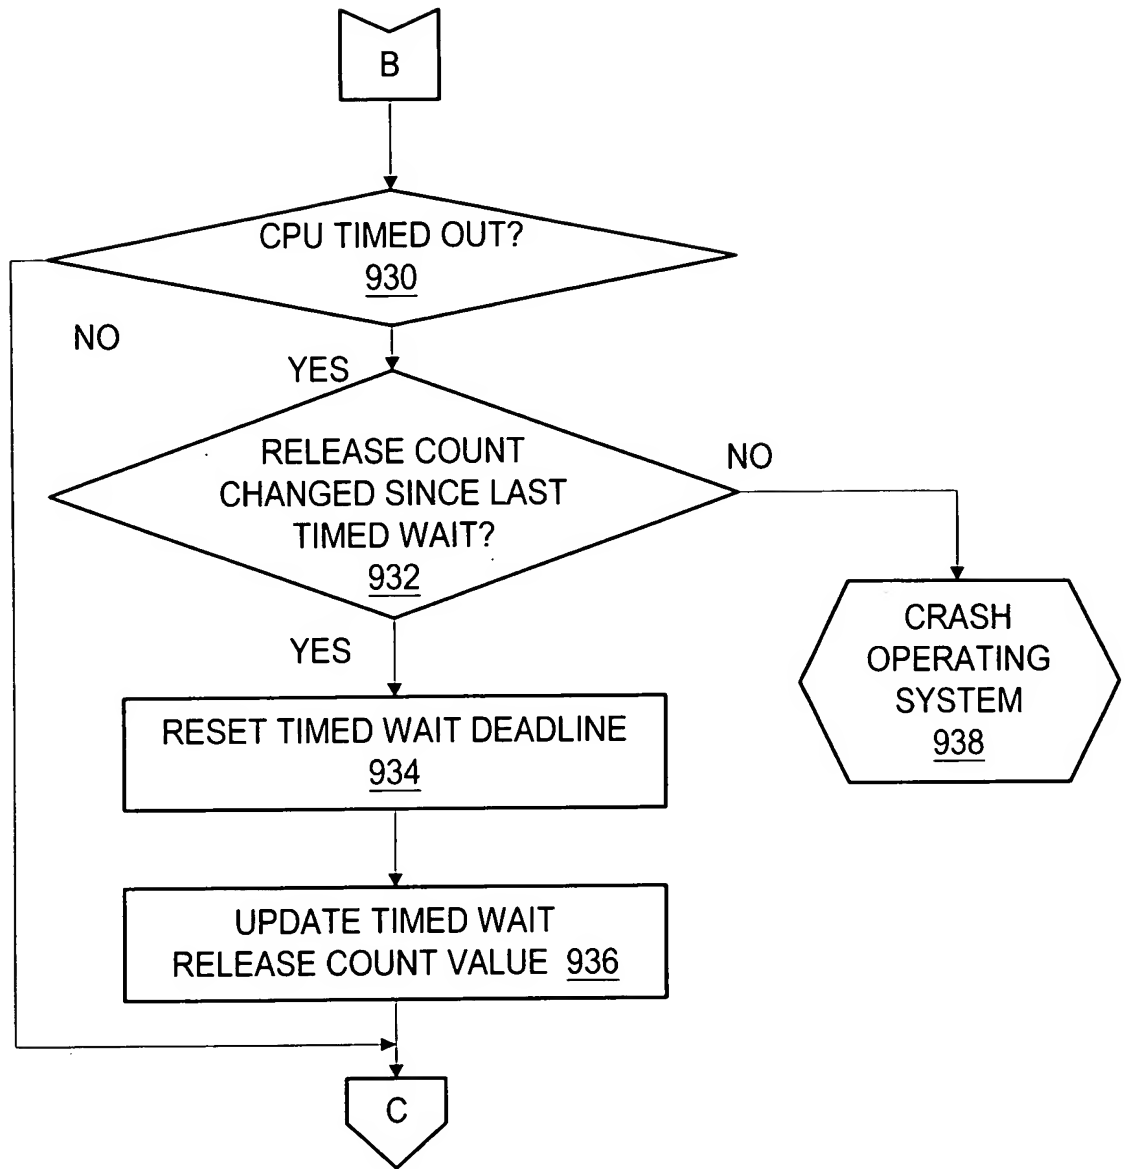 B
CPU TIMED OUT?
930
NO
YES
RELEASE COUNT
CHANGED SINCE LAST
TIMED WAIT?
932
NO
YES
CRASH
OPERATING
SYSTEM
938
RESET TIMED WAIT DEADLINE
934
UPDATE TIMED WAIT
RELEASE COUNT VALUE 936
C